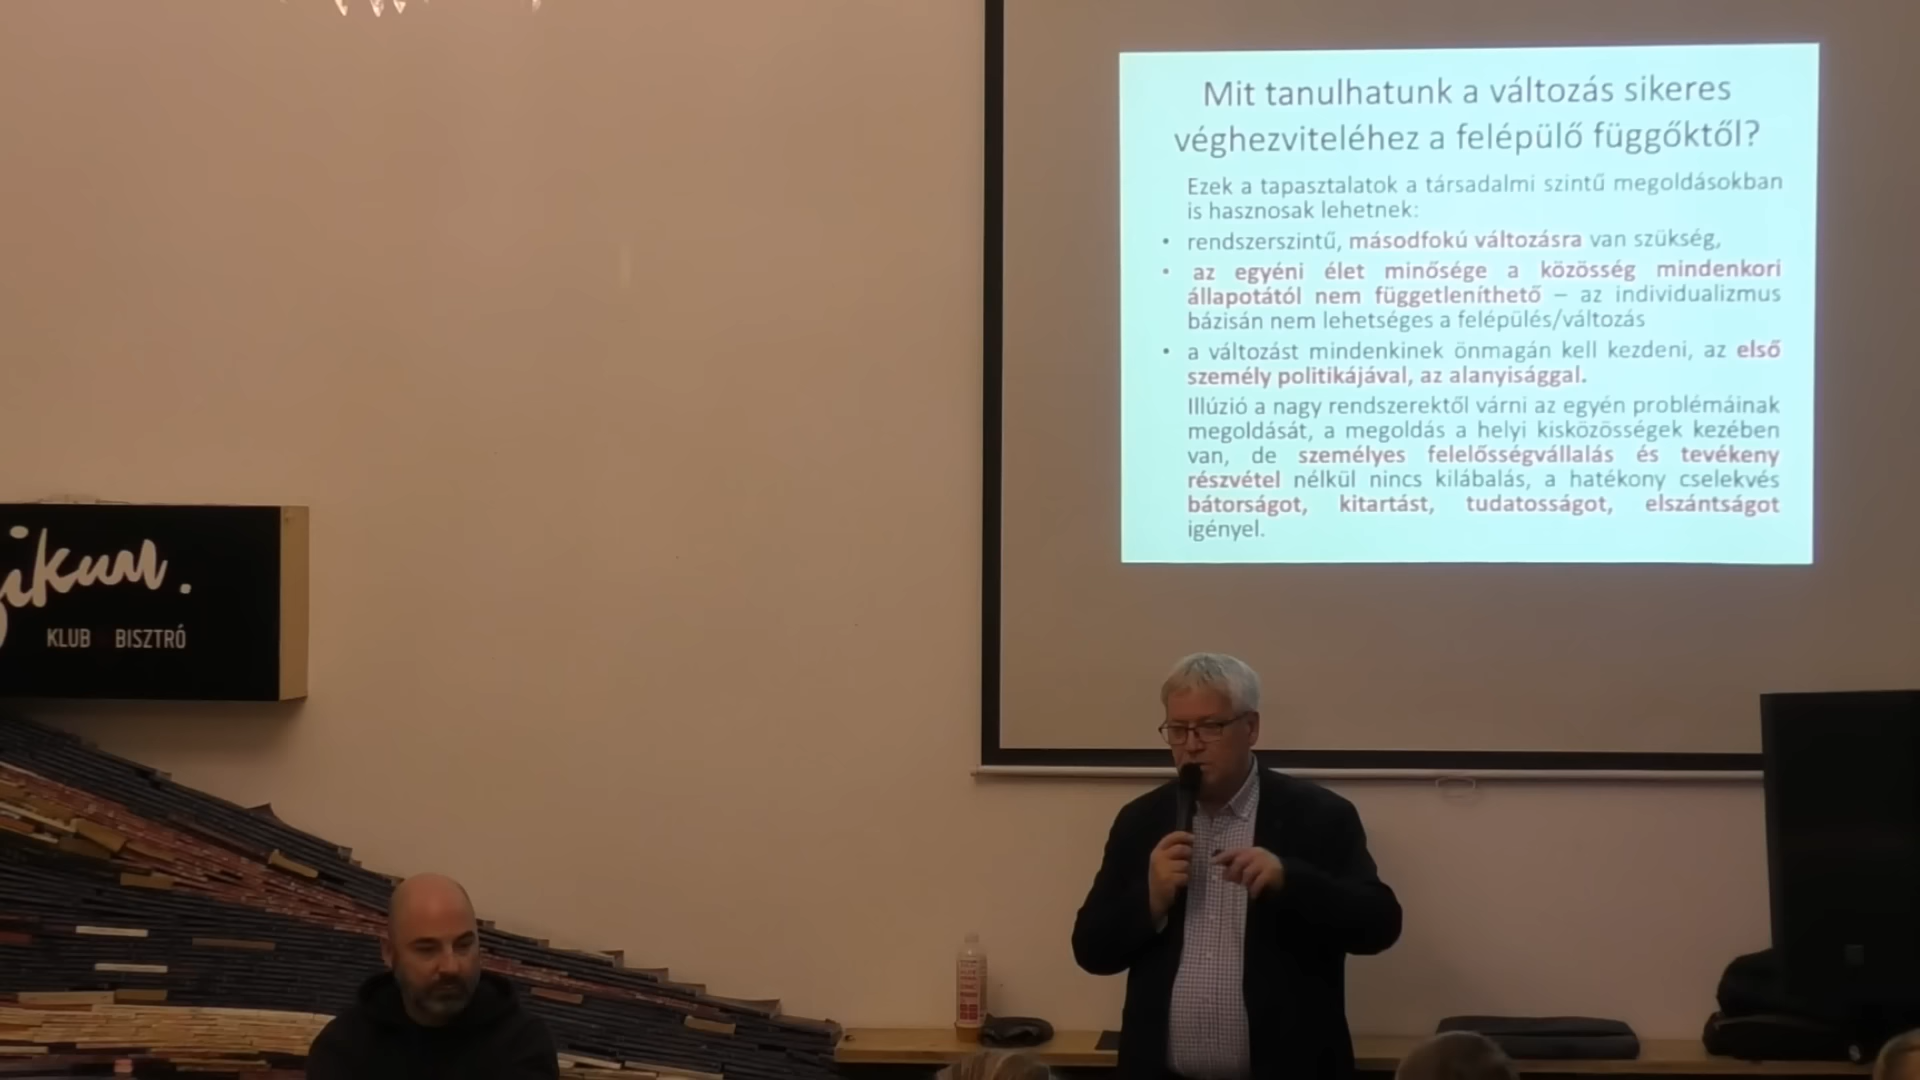 Mit tanulhatunk a változás sikeres
véghezviteléhez a felépülő függőktől?
Ezek a tapasztalatok a társadalmi szintű megoldásokban
is hasznosak lehetnek:
• rendszerszintű, másodfokú változásra van szükség,
• az egyéni élet minősége a közösség mindenkori
állapotától nem függetleníthető – az individualizmus
bázisán nem lehetséges a felépülés/változás
• a változást mindenkinek önmagán kell kezdeni, az első
személy politikájával, az alanyisággal.
Illúzió a nagy rendszerektől várni az egyén problémáinak
megoldását, a megoldás a helyi kisközösségek kezében
van, de személyes felelősségvállalás és tevékeny
részvétel nélkül nincs kilábalás, a hatékony cselekvés
bátorságot, kitartást, tudatosságot, elszántságot
igényel.
ikum.
KLUB BISZTRÓ